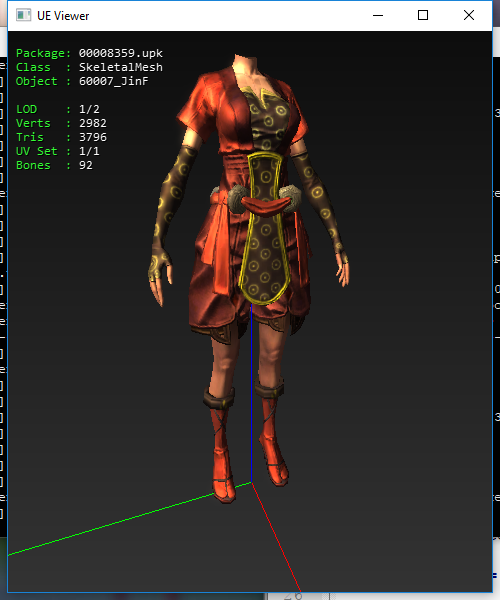 UE Viewer
Package: 00008359.upk
Class  : SkeletalMesh
Object : 60007_JinF
LOD    : 1/2
Verts  : 2982
Tris   : 3796
UV Set : 1/1
Bones  : 92